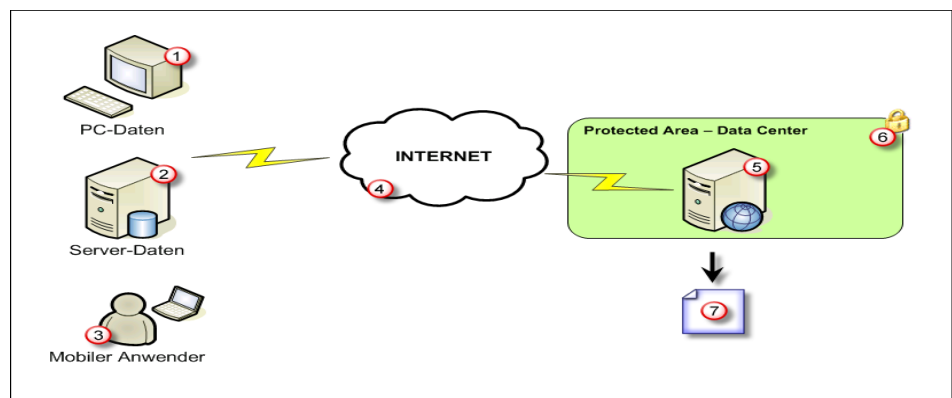 1
PC-Daten
2
Server-Daten
3
Mobiler Anwender
INTERNET
4
Protected Area – Data Center
6
5
7